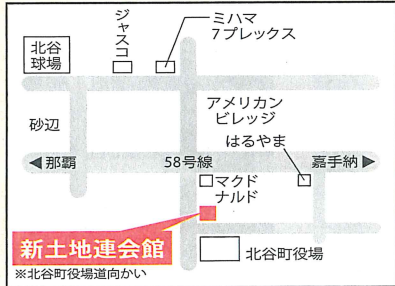 北谷
球場
ジャスコ
ミハマ
7プレックス
アメリカン
ビレッジ
砂辺
はるやま
◀那覇
58号線
嘉手納▶
マクド
ナルド
新土地連会館
北谷町役場
※北谷町役場道向かい